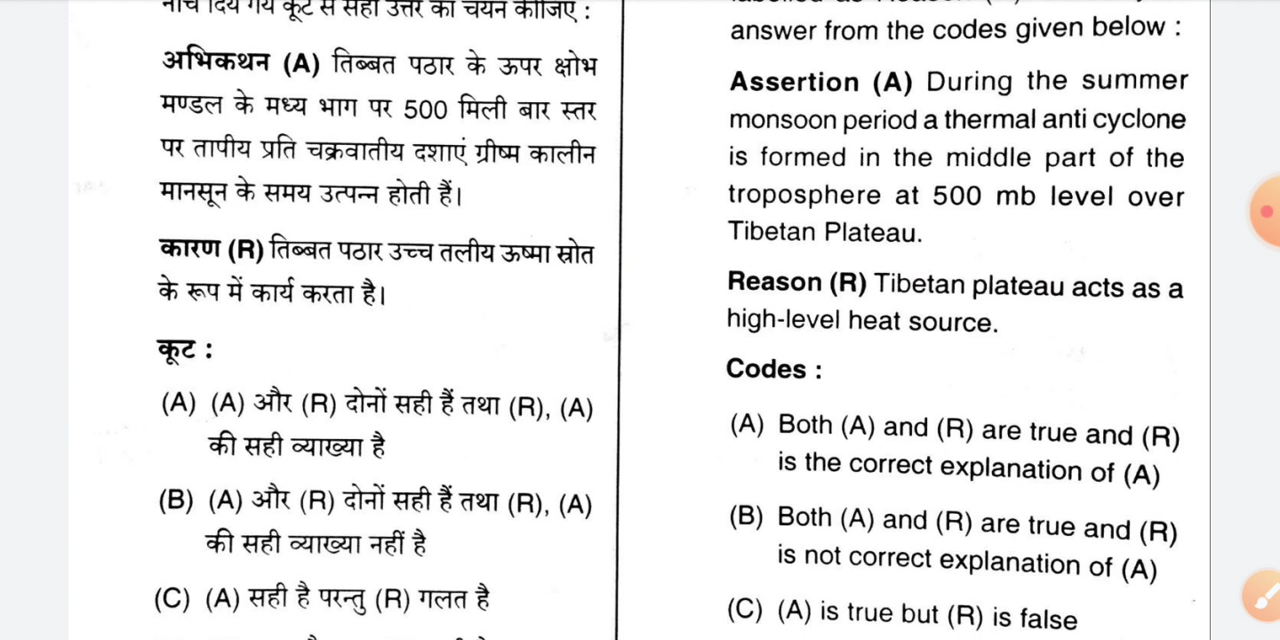 नीचे दिये गये कूट से सही उत्तर का चयन कीजिए :
अभिकथन (A) तिब्बत पठार के ऊपर क्षोभ
मण्डल के मध्य भाग पर 500 मिली बार स्तर
पर तापीय प्रति चक्रवातीय दशाएं ग्रीष्म कालीन
मानसून के समय उत्पन्न होती हैं।
कारण (R) तिब्बत पठार उच्च तलीय ऊष्मा स्रोत
के रूप में कार्य करता है।
कूट :
(A) (A) और (R) दोनों सही हैं तथा (R), (A)
की सही व्याख्या है
(B) (A) और (R) दोनों सही हैं तथा (R), (A)
की सही व्याख्या नहीं है
(C) (A) सही है परन्तु (R) गलत है
answer from the codes given below :
Assertion (A) During the summer
monsoon period a thermal anti cyclone
is formed in the middle part of the
troposphere at 500 mb level over
Tibetan Plateau.
Reason (R) Tibetan plateau acts as a
high-level heat source.
Codes :
(A) Both (A) and (R) are true and (R)
is the correct explanation of (A)
(B) Both (A) and (R) are true and (R)
is not correct explanation of (A)
(C) (A) is true but (R) is false